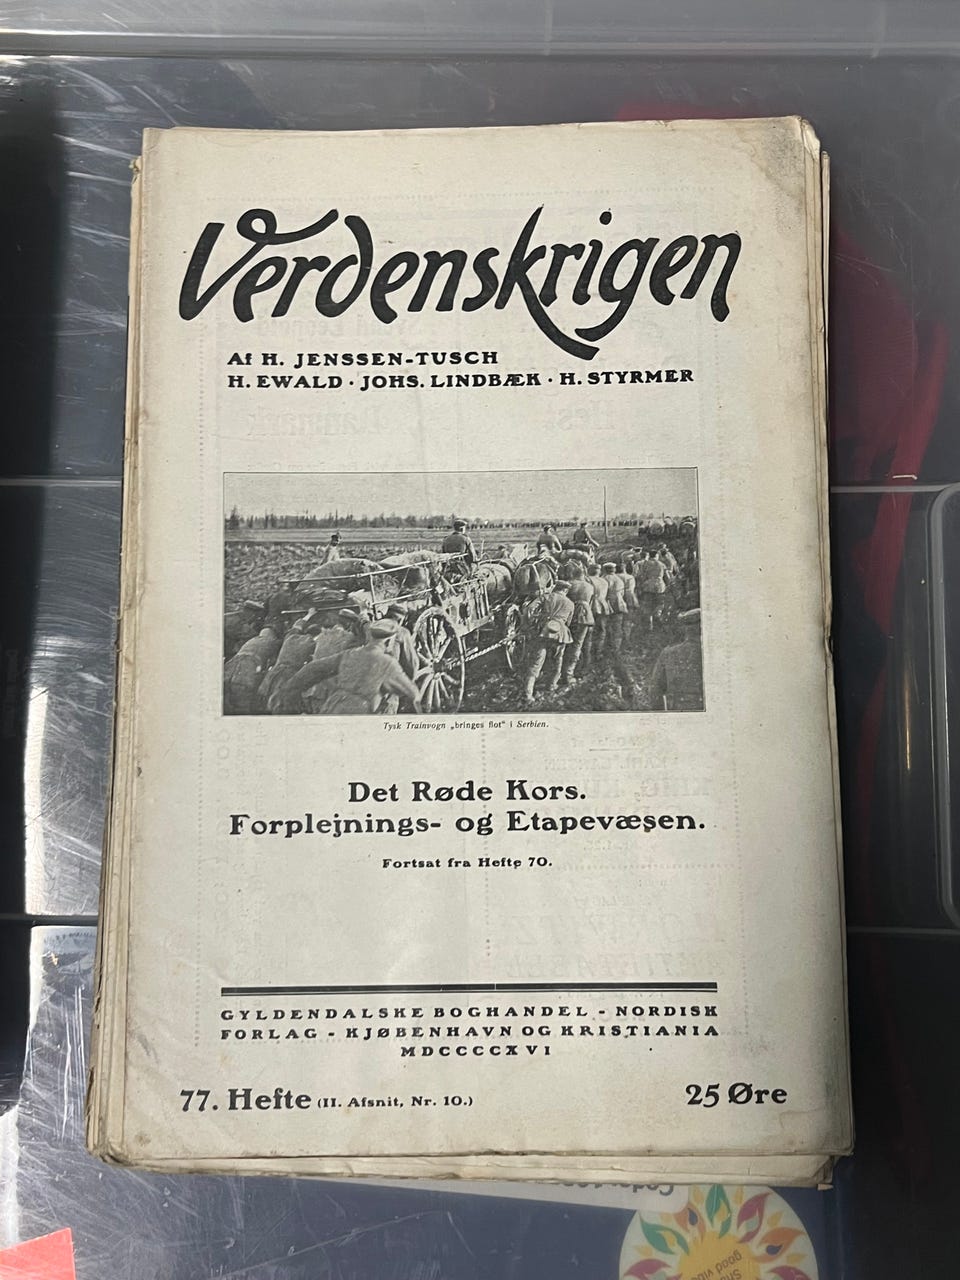 Verdenskrigen
Af H. JENSSEN-TUSCH
H. EWALD · JOHS. LINDBÆK · H. STYRMER
Tysk Trainvogn „bringes flot“ i Serbien.
Det Røde Kors.
Forplejnings- og Etapevæsen.
Fortsat fra Hefte 70.
GYLDENDALSKE BOGHANDEL - NORDISK
FORLAG - KJØBENHAVN OG KRISTIANIA
MDCCCCXVI
77. Hefte (II. Afsnit, Nr. 10.)
25 Øre
good vibes